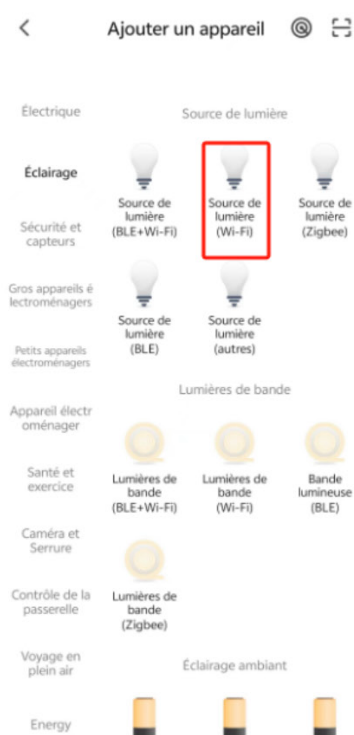 Ajouter un appareil
Électrique
Éclairage
Sécurité et
capteurs
Gros appareils é
lectroménagers
Petits appareils
électroménagers
Appareil électr
oménager
Santé et
exercice
Caméra et
Serrure
Contrôle de la
passerelle
Voyage en
plein air
Energy
Source de lumière
Source de
lumière
(BLE+Wi-Fi)
Source de
lumière
(Wi-Fi)
Source de
lumière
(Zigbee)
Source de
lumière
(BLE)
Source de
lumière
(autres)
Lumières de bande
Lumières de
bande
(BLE+Wi-Fi)
Lumières de
bande
(Wi-Fi)
Bande
lumineuse
(BLE)
Lumières de
bande
(Zigbee)
Éclairage ambiant